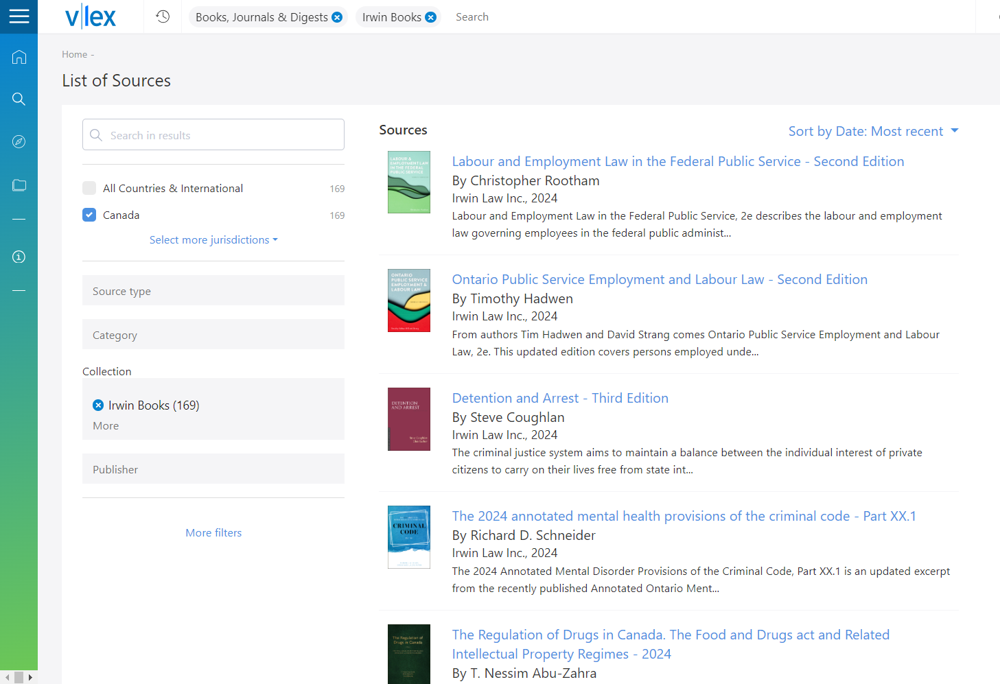 v|lex
Books, Journals & Digests
Irwin Books
Search
Home -
List of Sources
Search in results
All Countries & International 169
Canada 169
Select more jurisdictions
Source type
Category
Collection
Irwin Books (169)
More
Publisher
More filters
Sources
Sort by Date: Most recent
LABOUR &
EMPLOYMENT LAW
IN THE FEDERAL
PUBLIC SERVICE
Labour and Employment Law in the Federal Public Service - Second Edition
By Christopher Rootham
Irwin Law Inc., 2024
Labour and Employment Law in the Federal Public Service, 2e describes the labour and employment
law governing employees in the federal public administ...
ONTARIO
PUBLIC SERVICE
EMPLOYMENT &
LABOUR LAW
Ontario Public Service Employment and Labour Law - Second Edition
By Timothy Hadwen
Irwin Law Inc., 2024
From authors Tim Hadwen and David Strang comes Ontario Public Service Employment and Labour
Law, 2e. This updated edition covers persons employed unde...
DETENTION
AND ARREST
Detention and Arrest - Third Edition
By Steve Coughlan
Irwin Law Inc., 2024
The criminal justice system aims to maintain a balance between the individual interest of private
citizens to carry on their lives free from state int...
CRIMINAL
CODE
The 2024 annotated mental health provisions of the criminal code - Part XX.1
By Richard D. Schneider
Irwin Law Inc., 2024
The 2024 Annotated Mental Disorder Provisions of the Criminal Code, Part XX.1 is an updated excerpt
from the recently published Annotated Ontario Ment...
The Regulation of
Drugs in Canada
The Regulation of Drugs in Canada. The Food and Drugs act and Related
Intellectual Property Regimes - 2024
By T. Nessim Abu-Zahra